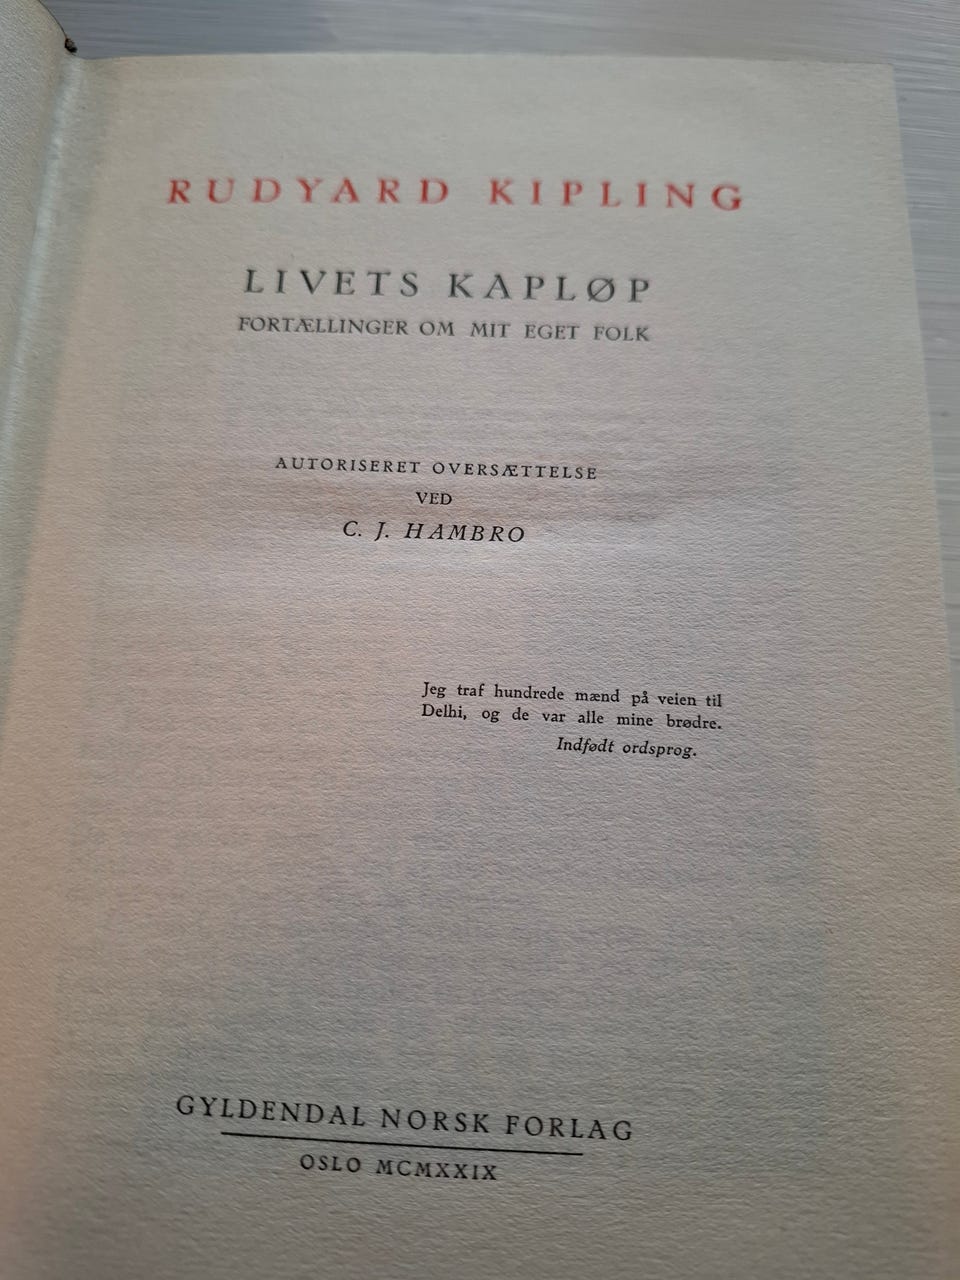 RUDYARD KIPLING
LIVETS KAPLØP
FORTÆLLINGER OM MIT EGET FOLK
AUTORISERET OVERSÆTTELSE
VED
C. J. HAMBRO
Jeg traf hundrede mænd på veien til
Delhi, og de var alle mine brødre.
Indfødt ordsprog.
GYLDENDAL NORSK FORLAG
OSLO MCMXXIX